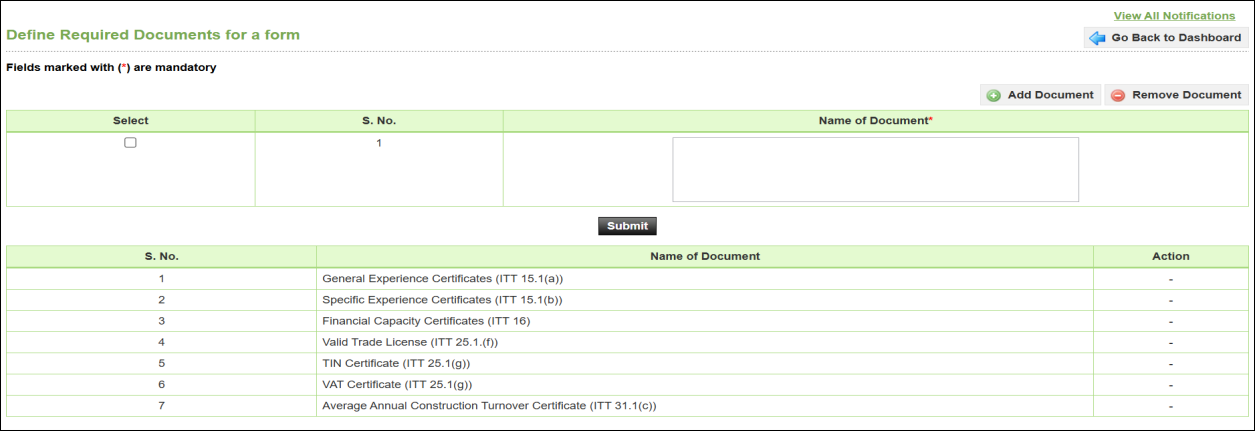 View All Notifications
Define Required Documents for a form
Go Back to Dashboard
Fields marked with (*) are mandatory
Add Document Remove Document
Select S. No. Name of Document*
1
Submit
S. No. Name of Document Action
1 General Experience Certificates (ITT 15.1(a)) -
2 Specific Experience Certificates (ITT 15.1(b)) -
3 Financial Capacity Certificates (ITT 16) -
4 Valid Trade License (ITT 25.1.(f)) -
5 TIN Certificate (ITT 25.1(g)) -
6 VAT Certificate (ITT 25.1(g)) -
7 Average Annual Construction Turnover Certificate (ITT 31.1(c)) -